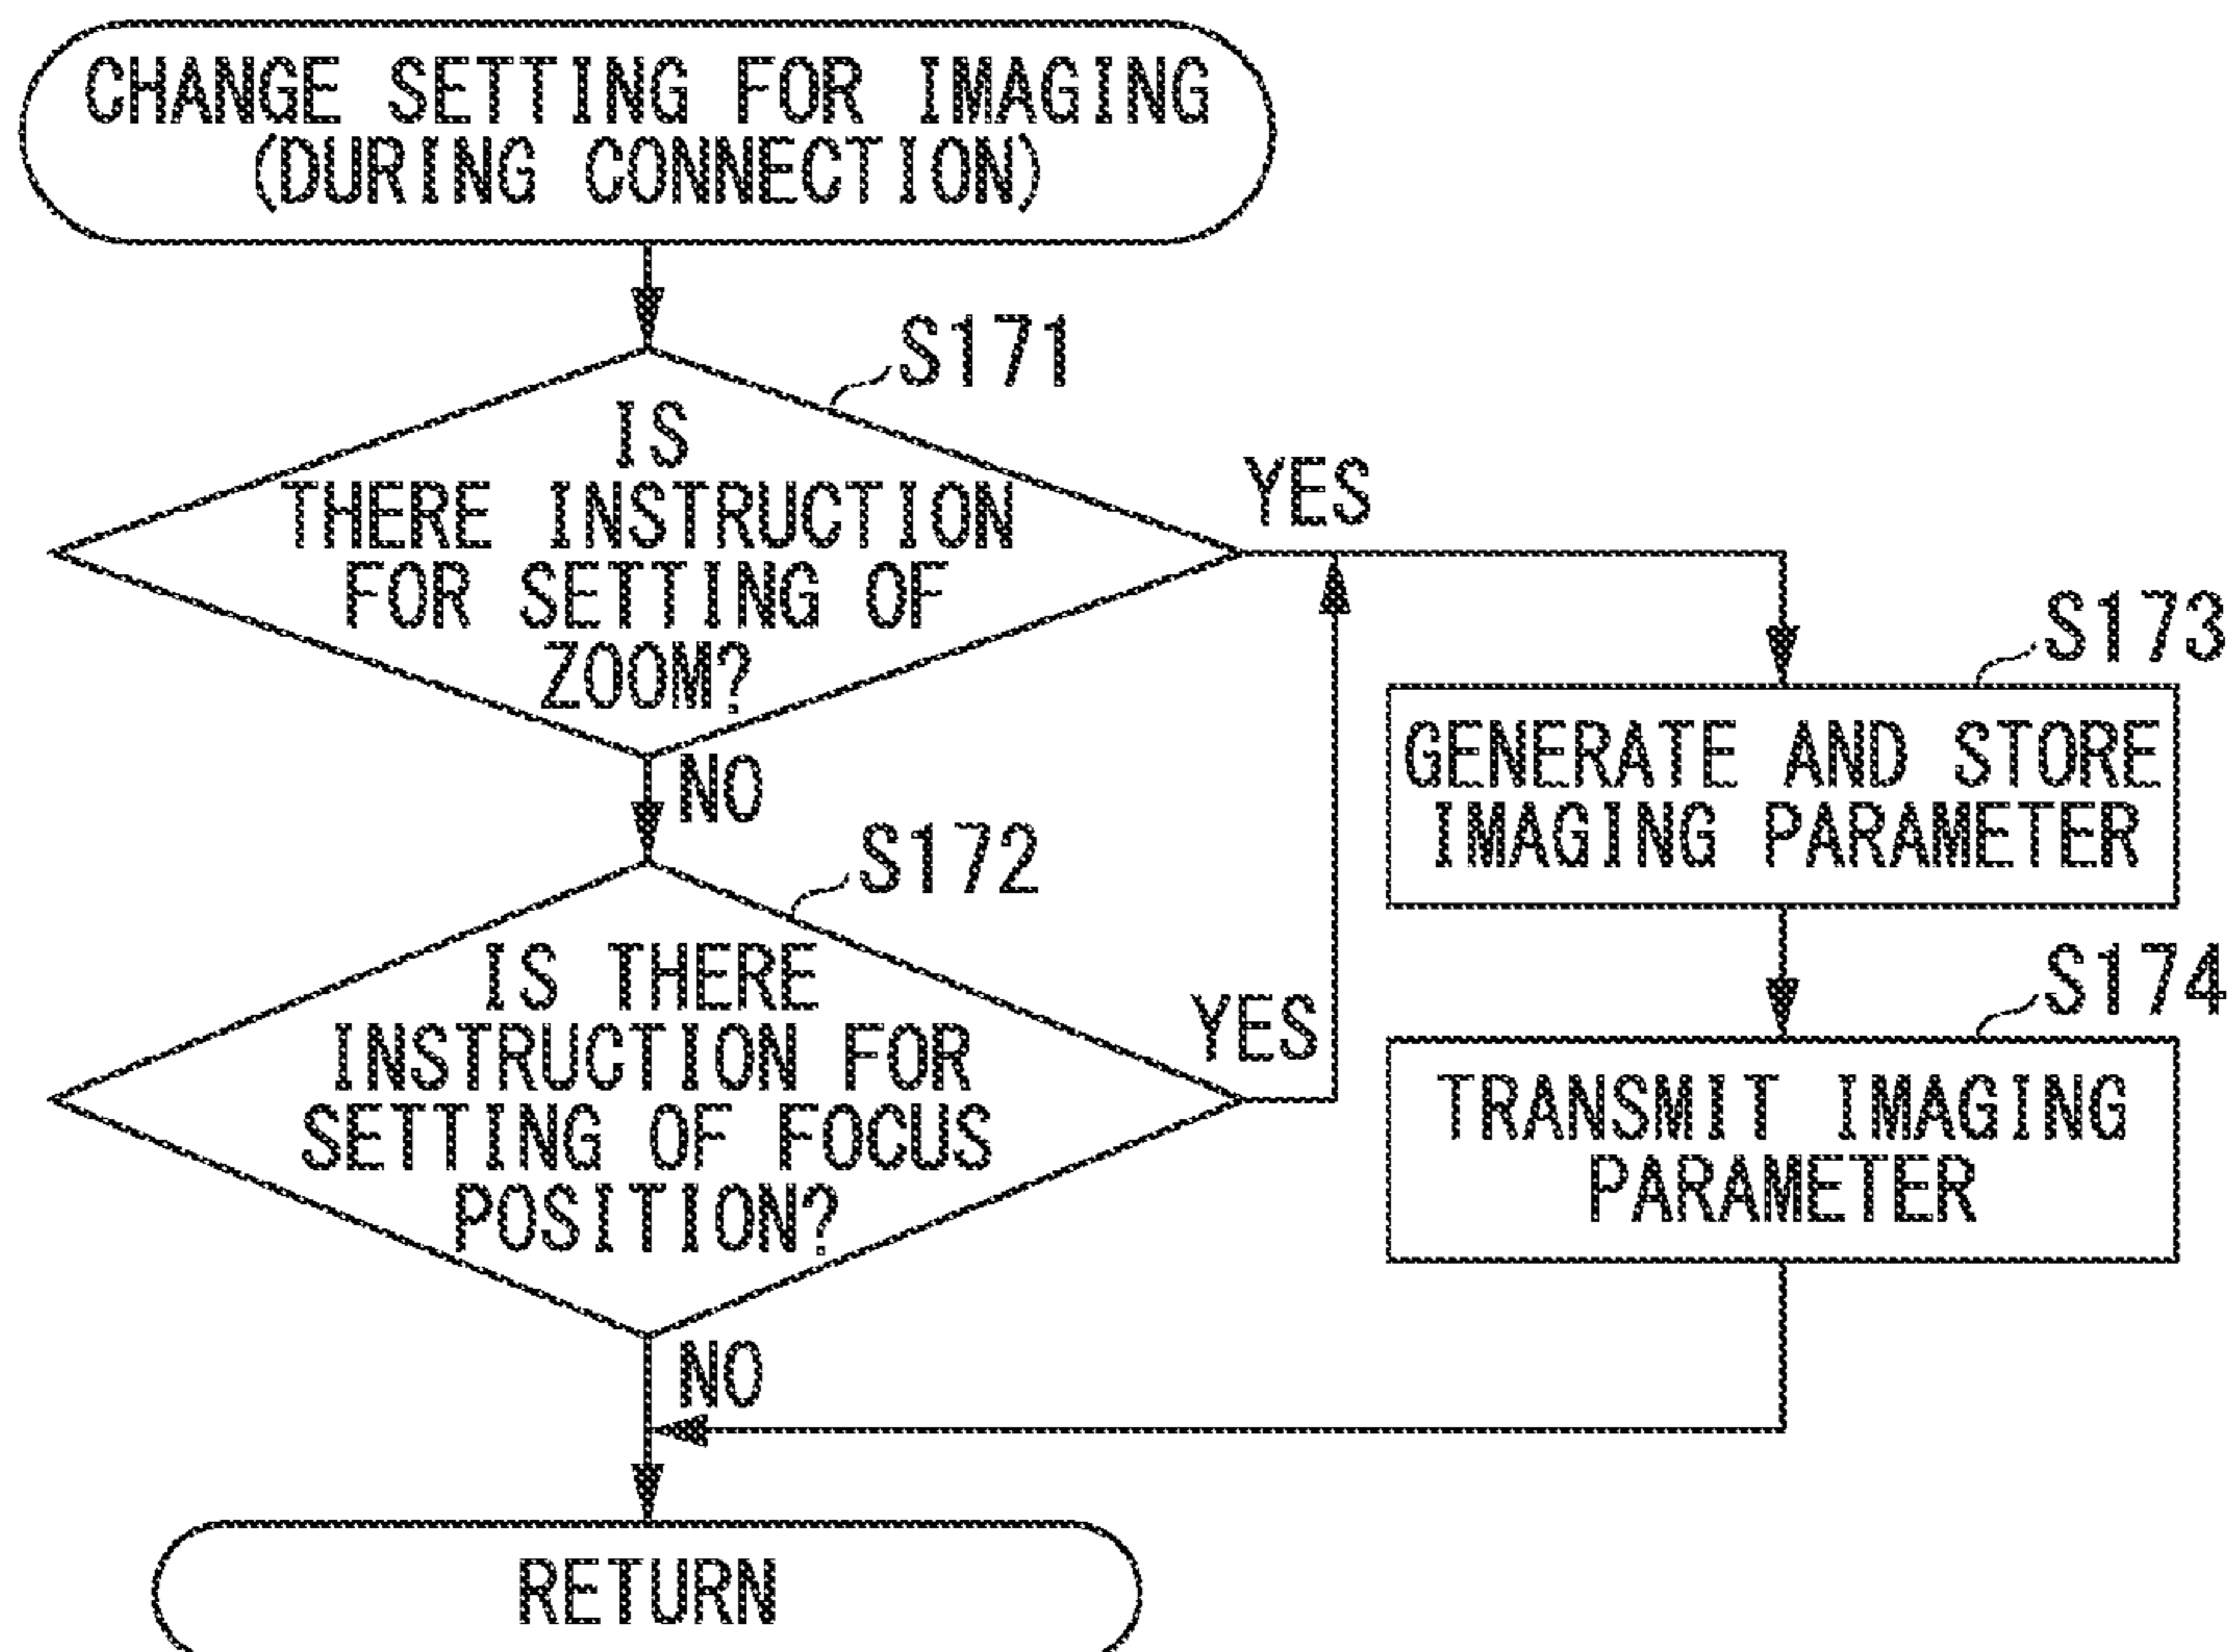 CHANGE SETTING FOR IMAGING
(DURING CONNECTION)
S171
IS
THERE INSTRUCTION
FOR SETTING OF
ZOOM?
YES
NO
S172
IS THERE
INSTRUCTION FOR
SETTING OF FOCUS
POSITION?
YES
NO
S173
GENERATE AND STORE
IMAGING PARAMETER
S174
TRANSMIT IMAGING
PARAMETER
RETURN